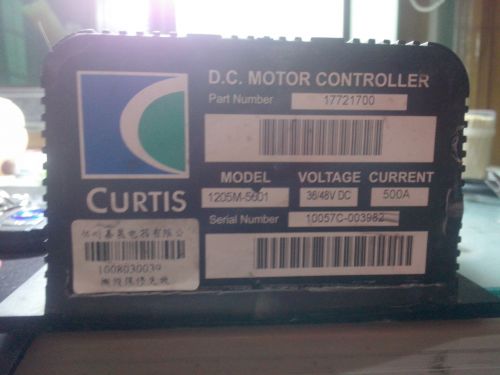 D.C. MOTOR CONTROLLER
Part Number 17721700
MODEL VOLTAGE CURRENT
1205M-5601 36/48V DC 500A
Serial Number 10057C-003982
CURTIS
1008030039